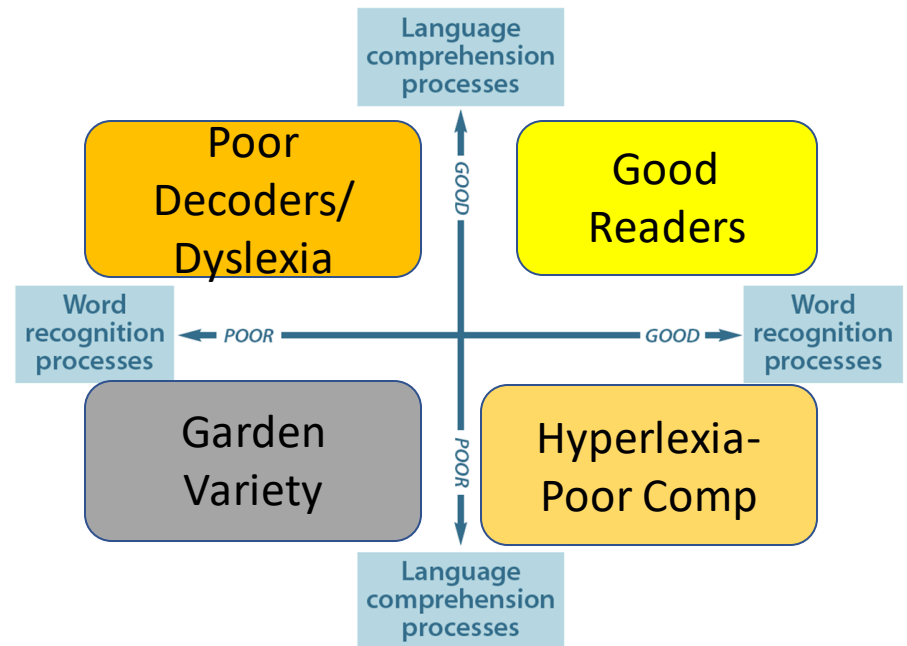 Language
comprehension
processes
Poor
Decoders/
Dyslexia
GOOD
Good
Readers
Word
recognition
processes
POOR
GOOD
Word
recognition
processes
Garden
Variety
POOR
Hyperlexia-
Poor Comp
Language
comprehension
processes